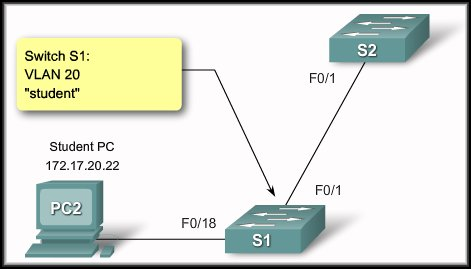 Switch S1:
VLAN 20
"student"
S2
F0/1
Student PC
172.17.20.22
F0/1
PC2
F0/18
S1